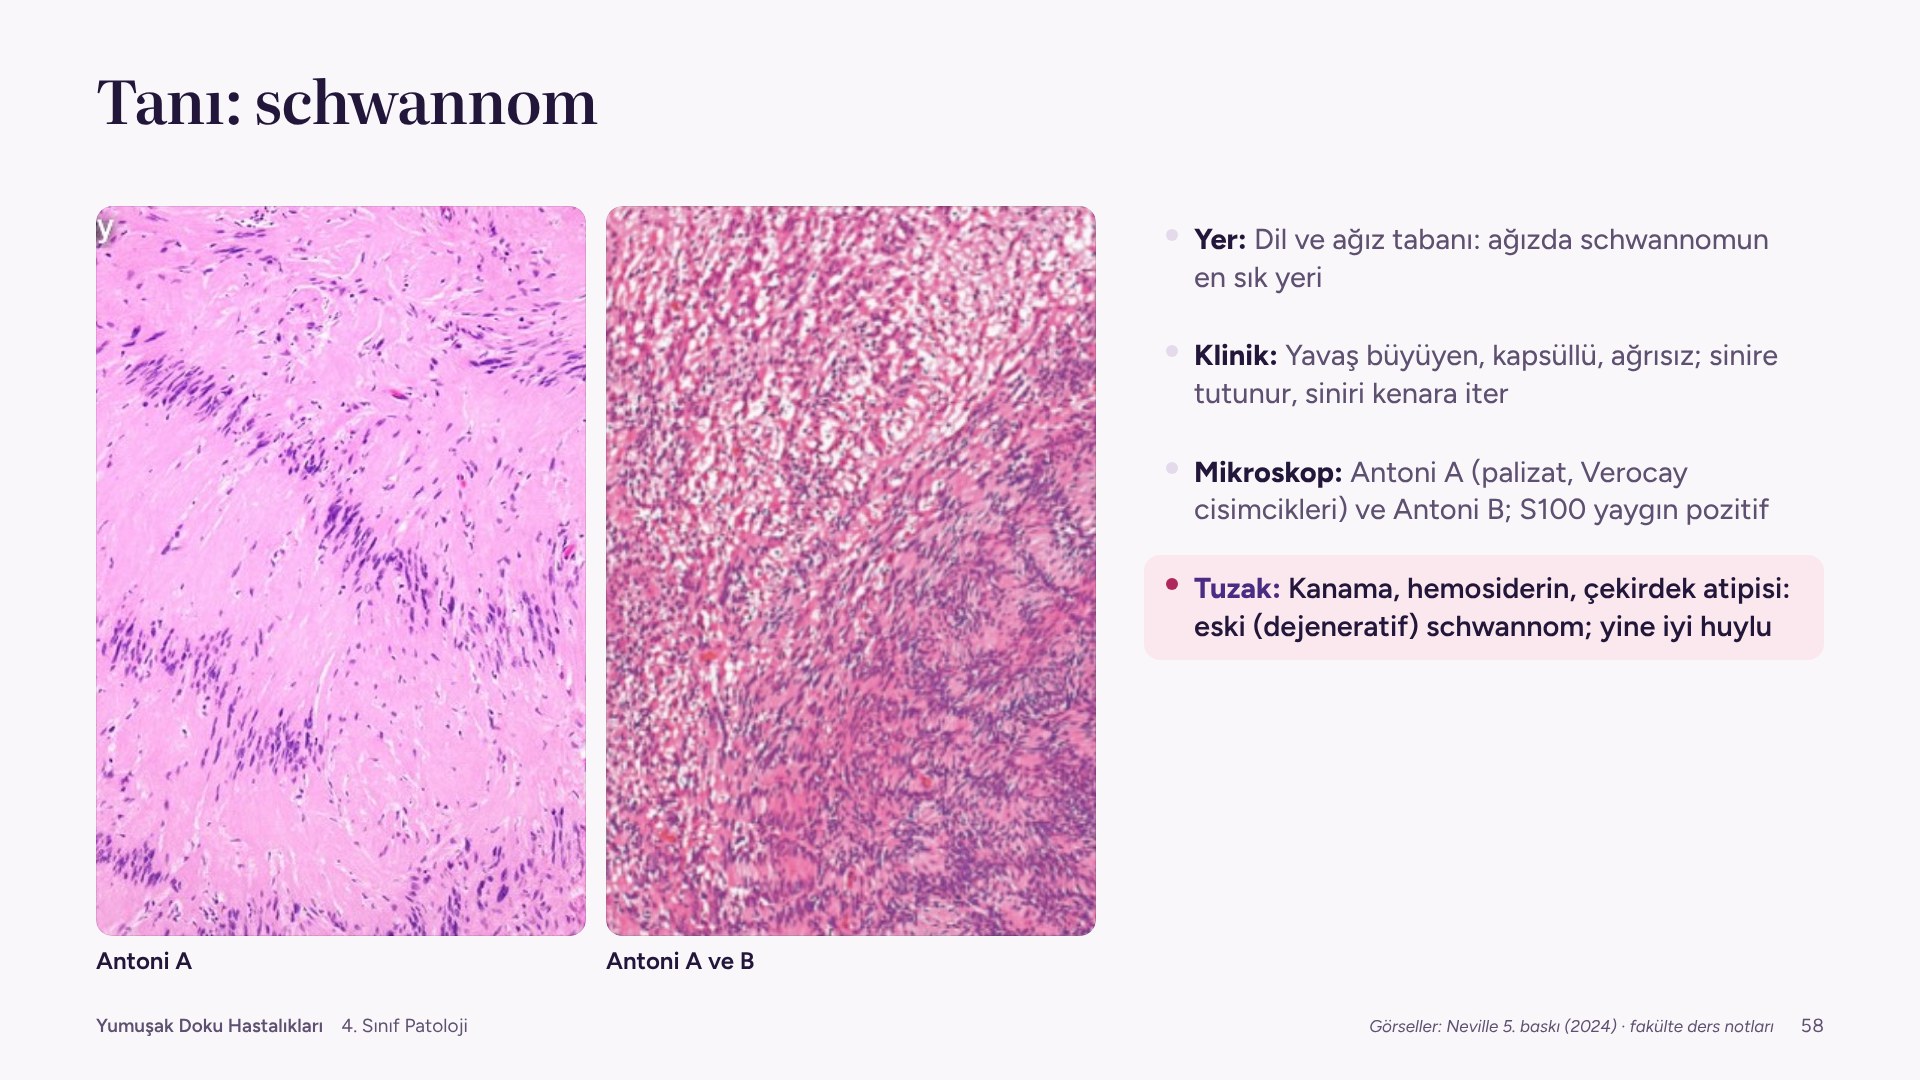 Tanı: schwannom
y
Yer: Dil ve ağız tabanı: ağızda schwannomun
en sık yeri
Klinik: Yavaş büyüyen, kapsüllü, ağrısız; sinire
tutunur, siniri kenara iter
Mikroskop: Antoni A (palizat, Verocay
cisimcikleri) ve Antoni B; S100 yaygın pozitif
Tuzak: Kanama, hemosiderin, çekirdek atipisi:
eski (dejeneratif) schwannom; yine iyi huylu
Antoni A
Antoni A ve B
Yumuşak Doku Hastalıkları 4. Sınıf Patoloji
Görseller: Neville 5. baskı (2024) · fakülte ders notları 58